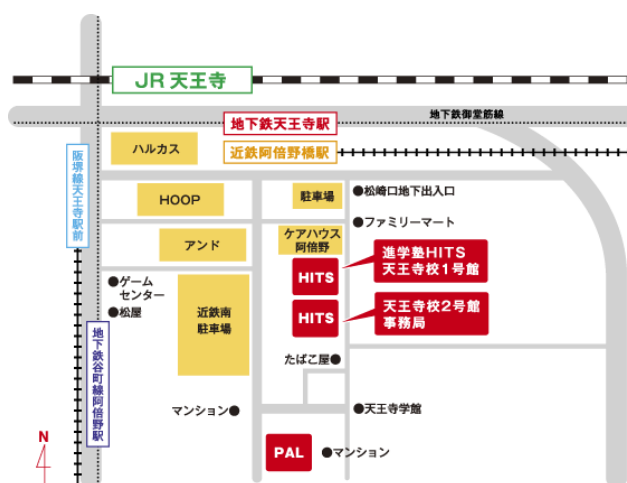 JR 天王寺
地下鉄御堂筋線
地下鉄天王寺駅
近鉄阿倍野橋駅
ハルカス
阪堺線天王寺駅前
HOOP
駐車場
●松崎口地下出入口
●ファミリーマート
アンド
ケアハウス
阿倍野
進学塾HITS
天王寺校1号館
HITS
●ゲーム
センター
●松屋
近鉄南
駐車場
HITS
天王寺校2号館
事務局
地下鉄谷町線阿倍野駅
たばこ屋●
マンション●
●天王寺学館
N
PAL
●マンション